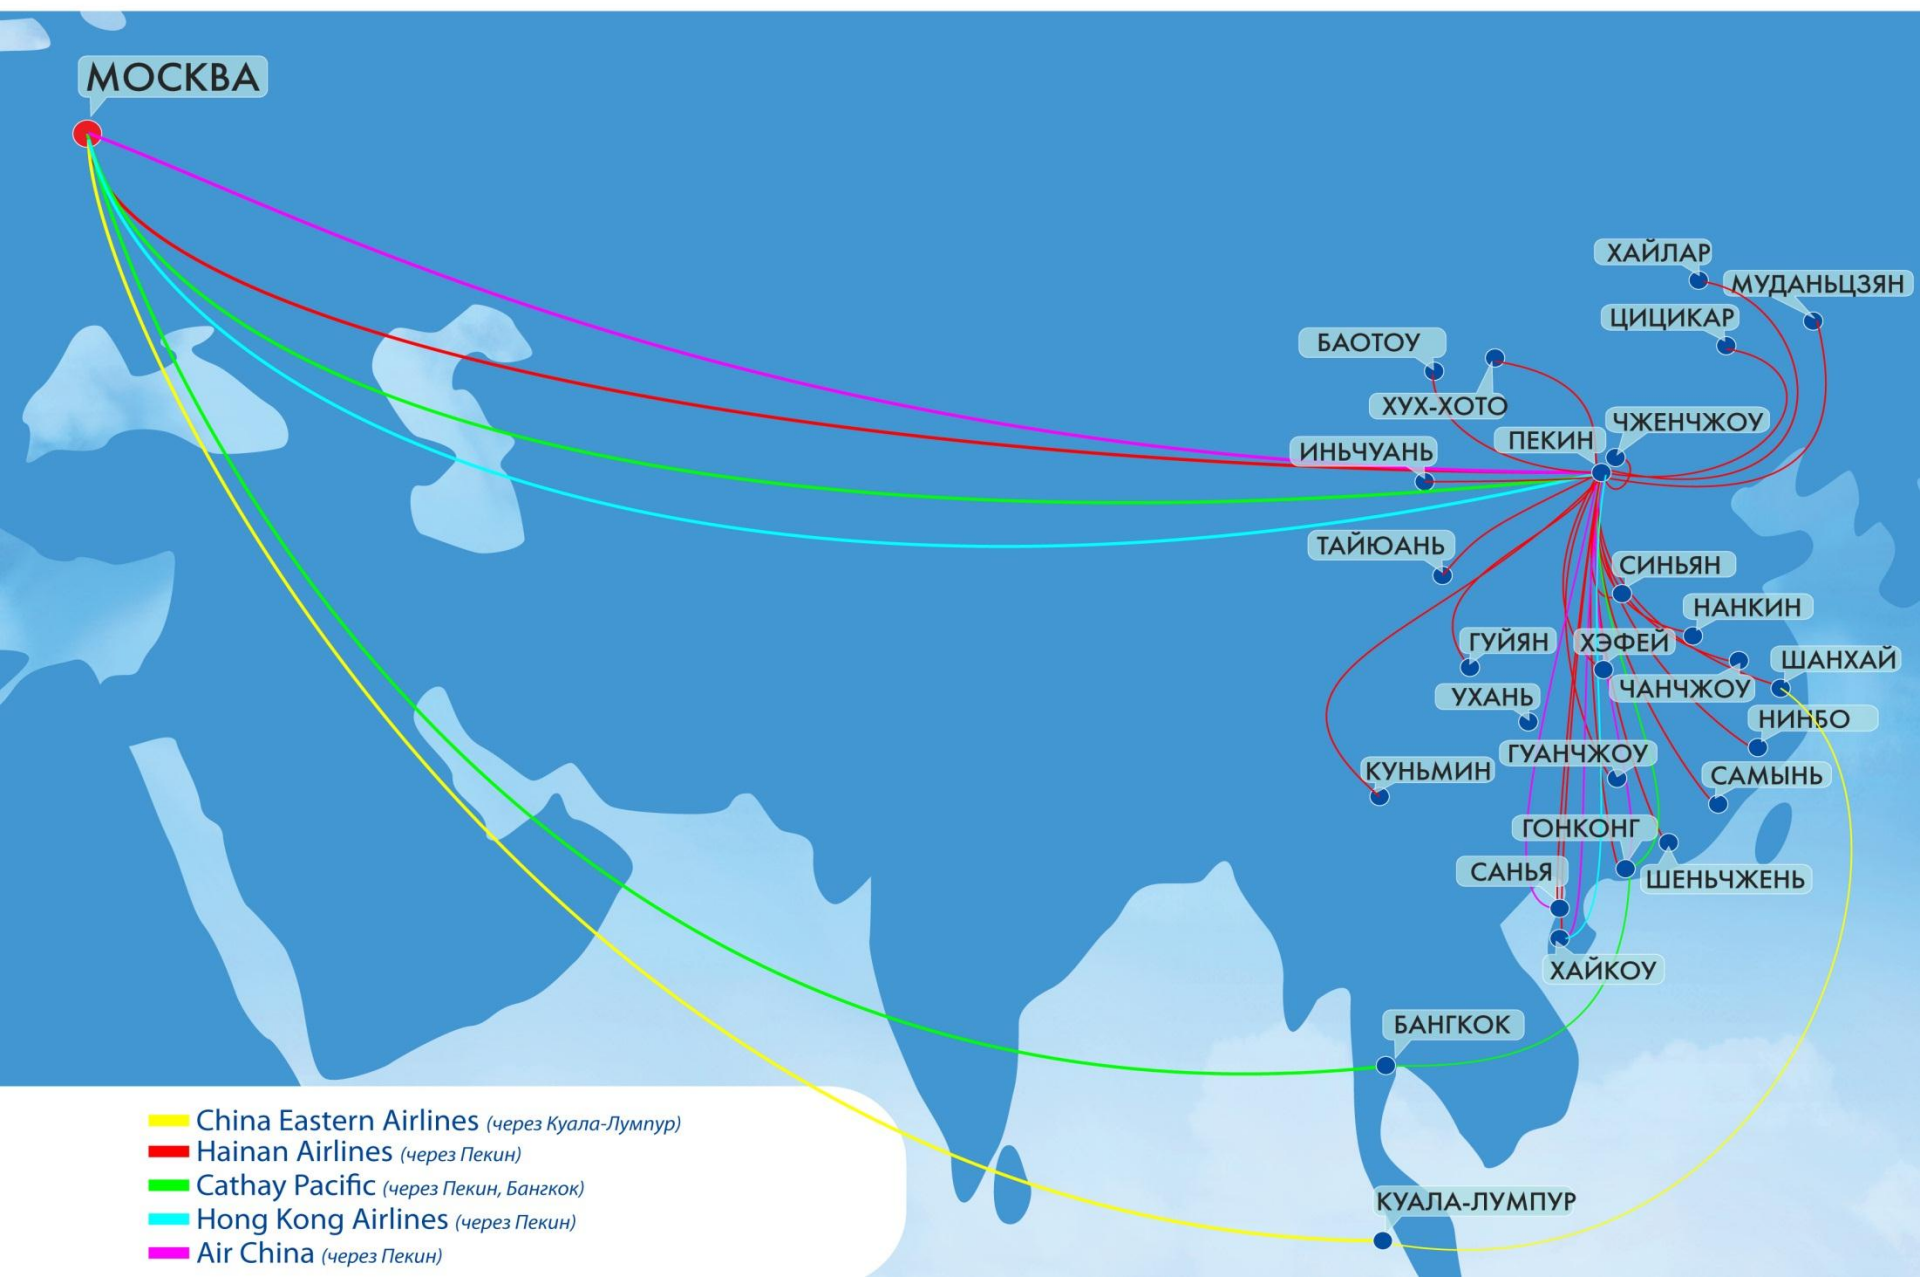 МОСКВА
ХАЙЛАР
МУДАНЬЦЗЯН
ЦИЦИКАР
БАОТОУ
ХУХ-ХОТО
ЧЖЕНЧЖОУ
ПЕКИН
ИНЬЧУАНЬ
ТАЙЮАНЬ
СИНЬЯН
НАНКИН
ГУЙЯН
ХЭФЕЙ
ШАНХАЙ
УХАНЬ
ЧАНЧЖОУ
НИНБО
ГУАНЧЖОУ
КУНЬМИН
САМЫНЬ
ГОНКОНГ
САНЬЯ
ШЕНЬЧЖЕНЬ
ХАЙКОУ
БАНГКОК
КУАЛА-ЛУМПУР
China Eastern Airlines (через Куала-Лумпур)
Hainan Airlines (через Пекин)
Cathay Pacific (через Пекин, Бангкок)
Hong Kong Airlines (через Пекин)
Air China (через Пекин)